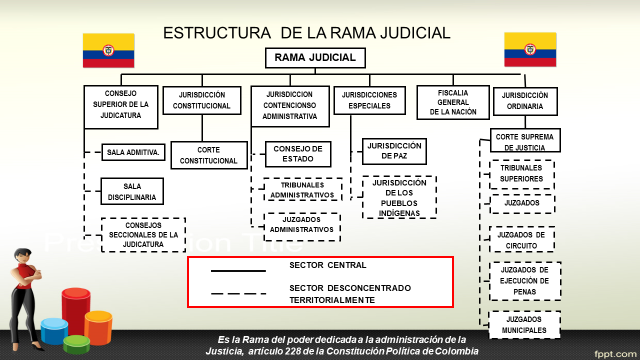 ESTRUCTURA DE LA RAMA JUDICIAL
RAMA JUDICIAL
CONSEJO
SUPERIOR DE LA
JUDICATURA
JURISDICCIÓN
CONSTITUCIONAL
JURISDICCION
CONTENCIONSO
ADMINISTRATIVA
JURISDICCIONES
ESPECIALES
FISCALIA
GENERAL
DE LA NACIÓN
JURISDICCIÓN
ORDINARIA
SALA ADMITIVA.
SALA
DISCIPLINARIA
CONSEJOS
SECCIONALES DE LA
JUDICATURA
CORTE
CONSTITUCIONAL
CONSEJO DE
ESTADO
TRIBUNALES
ADMINISTRATIVOS
JUZGADOS
ADMINISTRATIVOS
JURISDICCIÓN
DE PAZ
JURISDICCIÓN
DE LOS
PUEBLOS
INDÍGENAS
CORTE SUPREMA
DE JUSTICIA
TRIBUNALES
SUPERIORES
JUZGADOS
JUZGADOS DE
CIRCUITO
JUZGADOS DE
EJECUCIÓN DE
PENAS
JUZGADOS
MUNICIPALES
SECTOR CENTRAL
SECTOR DESCONCENTRADO
TERRITORIALMENTE
Es la Rama del poder dedicada a la administración de la
Justicia, artículo 228 de la Constitución Política de Colombia
fppt.com